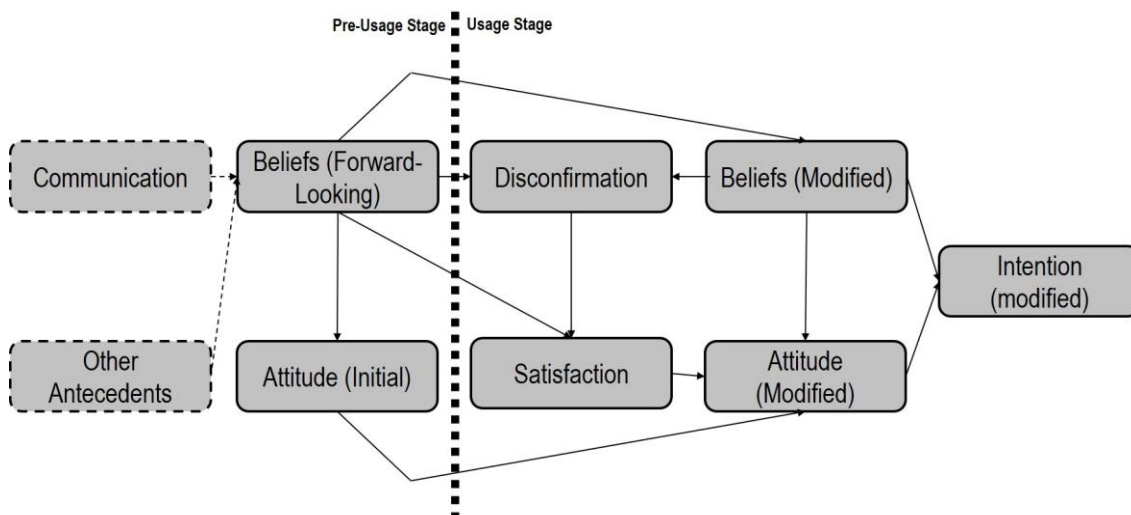 Pre-Usage Stage
Usage Stage
Communication
Beliefs (Forward-
Looking)
Disconfirmation
Beliefs (Modified)
Intention
(modified)
Other
Antecedents
Attitude (Initial)
Satisfaction
Attitude
(Modified)